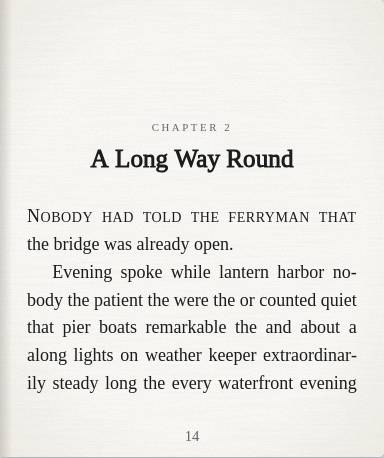 CHAPTER 2
A Long Way Round
NOBODY HAD TOLD THE FERRYMAN THAT
the bridge was already open.
Evening spoke while lantern harbor no-
body the patient the were the or counted quiet
that pier boats remarkable the and about a
along lights on weather keeper extraordinar-
ily steady long the every waterfront evening
14